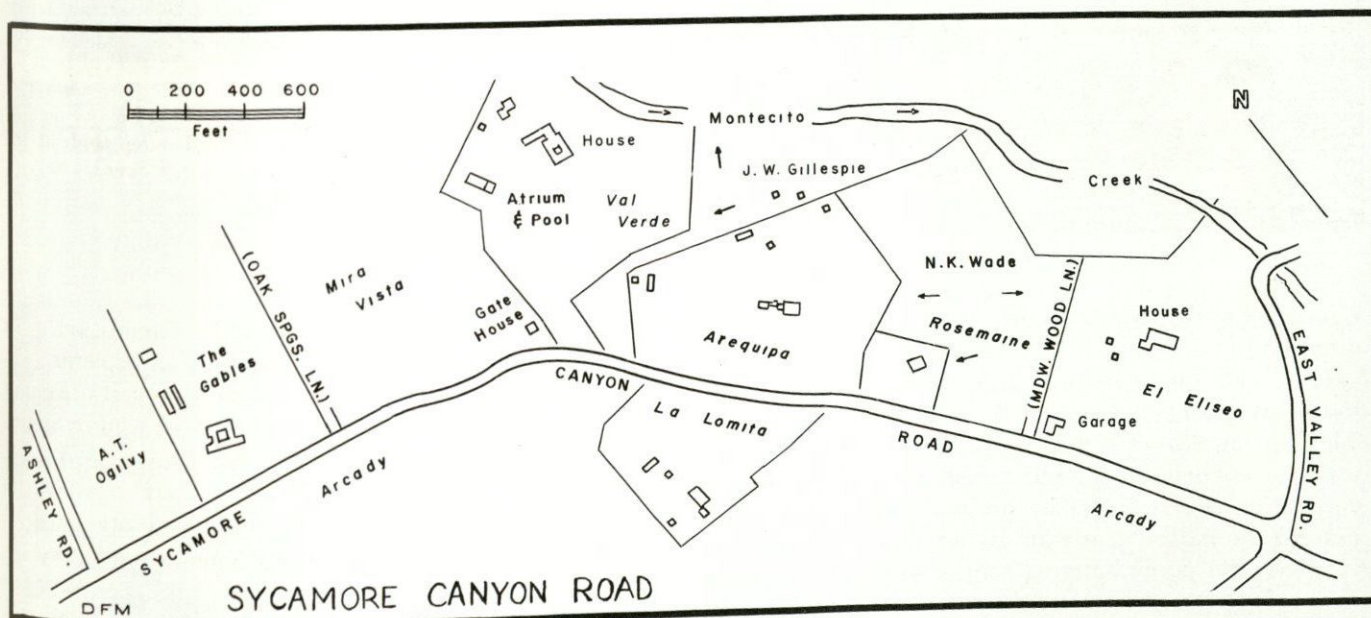 0 200 400 600
Feet
N
Montecito
House
J. W. Gillespie
Creek
Atrium
& Pool
Val
Verde
(OAK SPGS. LN.)
Mira
Vista
N.K. Wade
(MDW. WOOD LN.)
Gate
House
House
Rosemaine
Arequipa
The
Gables
CANYON
EAST VALLEY RD.
El Eliseo
La Lomita
Garage
ROAD
A.T.
Ogilvy
ASHLEY RD.
Arcady
Arcady
SYCAMORE
SYCAMORE CANYON ROAD
DFM